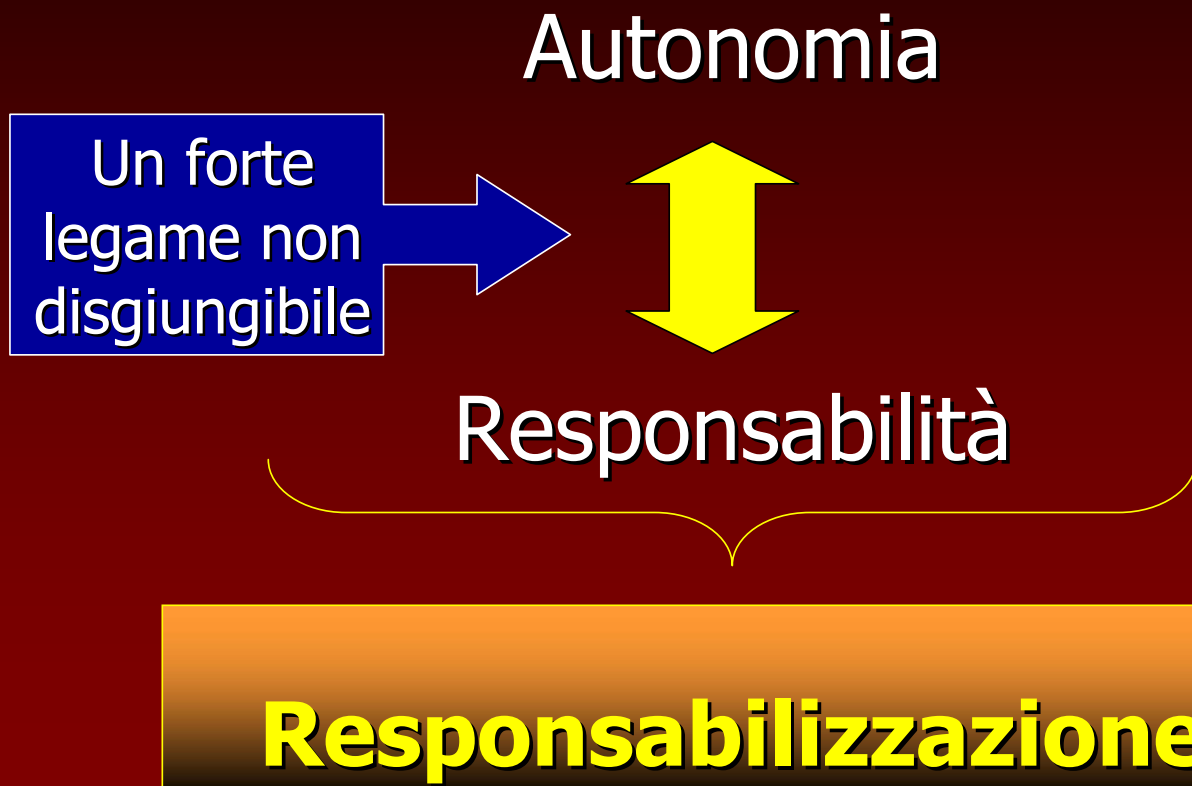 Autonomia
Un forte
legame non
disgiungibile
Responsabilità
Responsabilizzazione